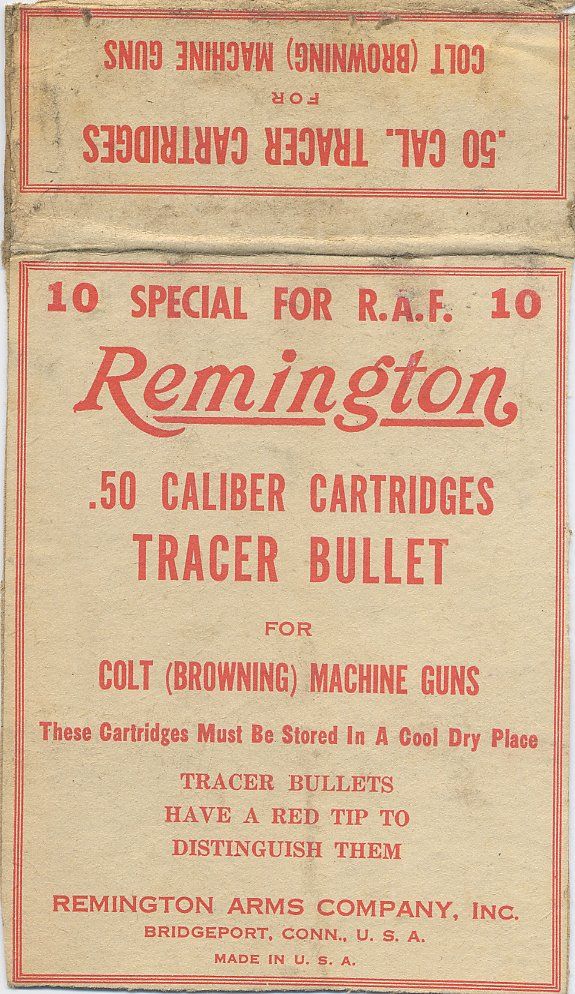 .50 CAL. TRACER CARTRIDGES
FOR
COLT (BROWNING) MACHINE GUNS
10 SPECIAL FOR R.A.F. 10
Remington
.50 CALIBER CARTRIDGES
TRACER BULLET
FOR
COLT (BROWNING) MACHINE GUNS
These Cartridges Must Be Stored In A Cool Dry Place
TRACER BULLETS
HAVE A RED TIP TO
DISTINGUISH THEM
REMINGTON ARMS COMPANY, INC.
BRIDGEPORT, CONN., U. S. A.
MADE IN U. S. A.